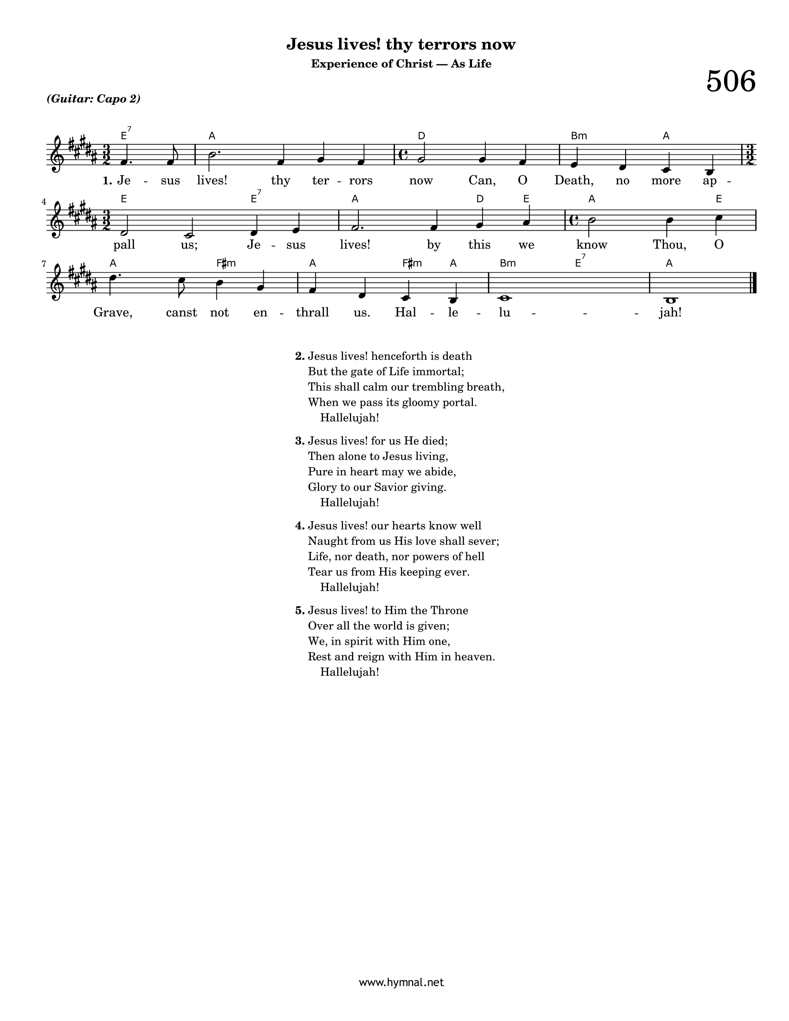 Jesus lives! thy terrors now
Experience of Christ — As Life
506
(Guitar: Capo 2)
E7 A D Bm A
1. Je - sus lives! thy ter - rors now Can, O Death, no more ap -
4 E E7 A D E A E
pall us; Je - sus lives! by this we know Thou, O
7 A F#m A F#m A Bm E7 A
Grave, canst not en - thrall us. Hal - le - lu - - - jah!
2. Jesus lives! henceforth is death
But the gate of Life immortal;
This shall calm our trembling breath,
When we pass its gloomy portal.
Hallelujah!
3. Jesus lives! for us He died;
Then alone to Jesus living,
Pure in heart may we abide,
Glory to our Savior giving.
Hallelujah!
4. Jesus lives! our hearts know well
Naught from us His love shall sever;
Life, nor death, nor powers of hell
Tear us from His keeping ever.
Hallelujah!
5. Jesus lives! to Him the Throne
Over all the world is given;
We, in spirit with Him one,
Rest and reign with Him in heaven.
Hallelujah!
www.hymnal.net